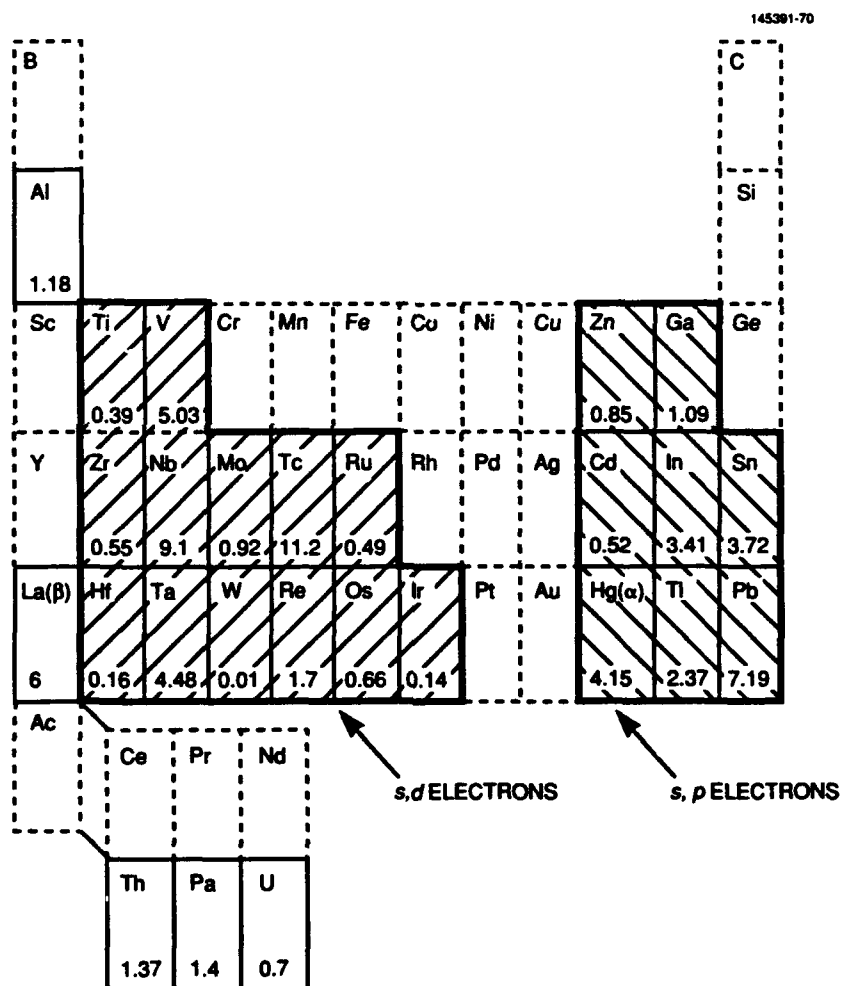 145391-70
B C
Al Si
1.18
Sc Ti V Cr Mn Fe Co Ni Cu Zn Ga Ge
0.39 5.03 0.85 1.09
Y Zr Nb Mo Tc Ru Rh Pd Ag Cd In Sn
0.55 9.1 0.92 11.2 0.49 0.52 3.41 3.72
La(β) Hf Ta W Re Os Ir Pt Au Hg(α) Tl Pb
6 0.16 4.48 0.01 1.7 0.66 0.14 4.15 2.37 7.19
Ac
Ce Pr Nd
s,d ELECTRONS s, p ELECTRONS
Th Pa U
1.37 1.4 0.7